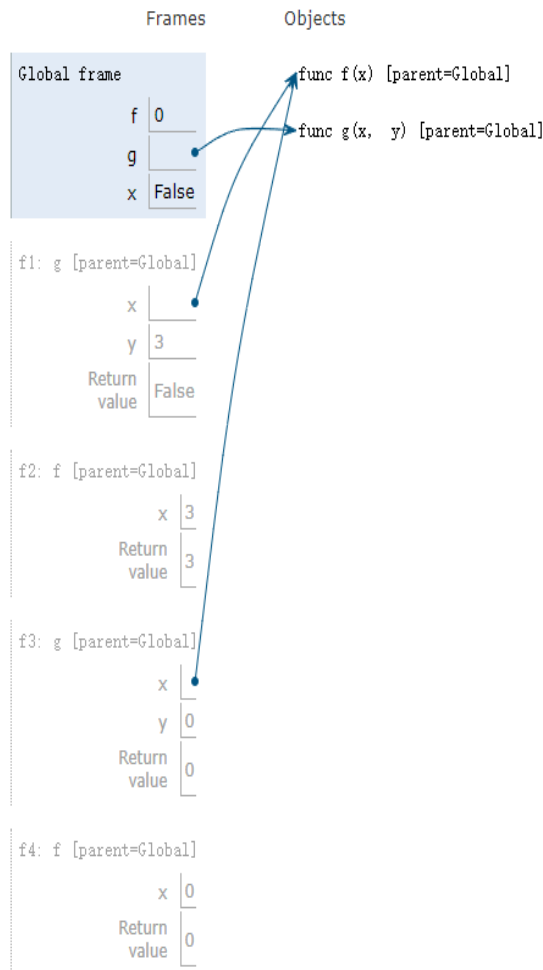 Frames Objects
Global frame
f 0
g
x False
func f(x) [parent=Global]
func g(x, y) [parent=Global]
f1: g [parent=Global]
x
y 3
Return
value False
f2: f [parent=Global]
x 3
Return
value 3
f3: g [parent=Global]
x
y 0
Return
value 0
f4: f [parent=Global]
x 0
Return
value 0